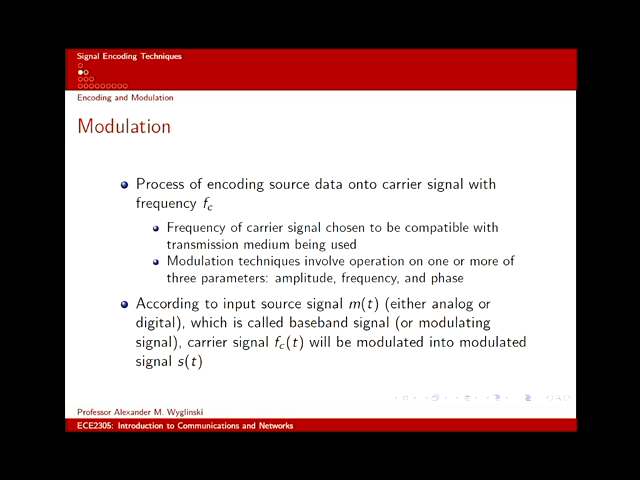 Signal Encoding Techniques
Encoding and Modulation
Modulation
Process of encoding source data onto carrier signal with
frequency fc
Frequency of carrier signal chosen to be compatible with
transmission medium being used
Modulation techniques involve operation on one or more of
three parameters: amplitude, frequency, and phase
According to input source signal m(t) (either analog or
digital), which is called baseband signal (or modulating
signal), carrier signal fc(t) will be modulated into modulated
signal s(t)
Professor Alexander M. Wyglinski
ECE2305: Introduction to Communications and Networks